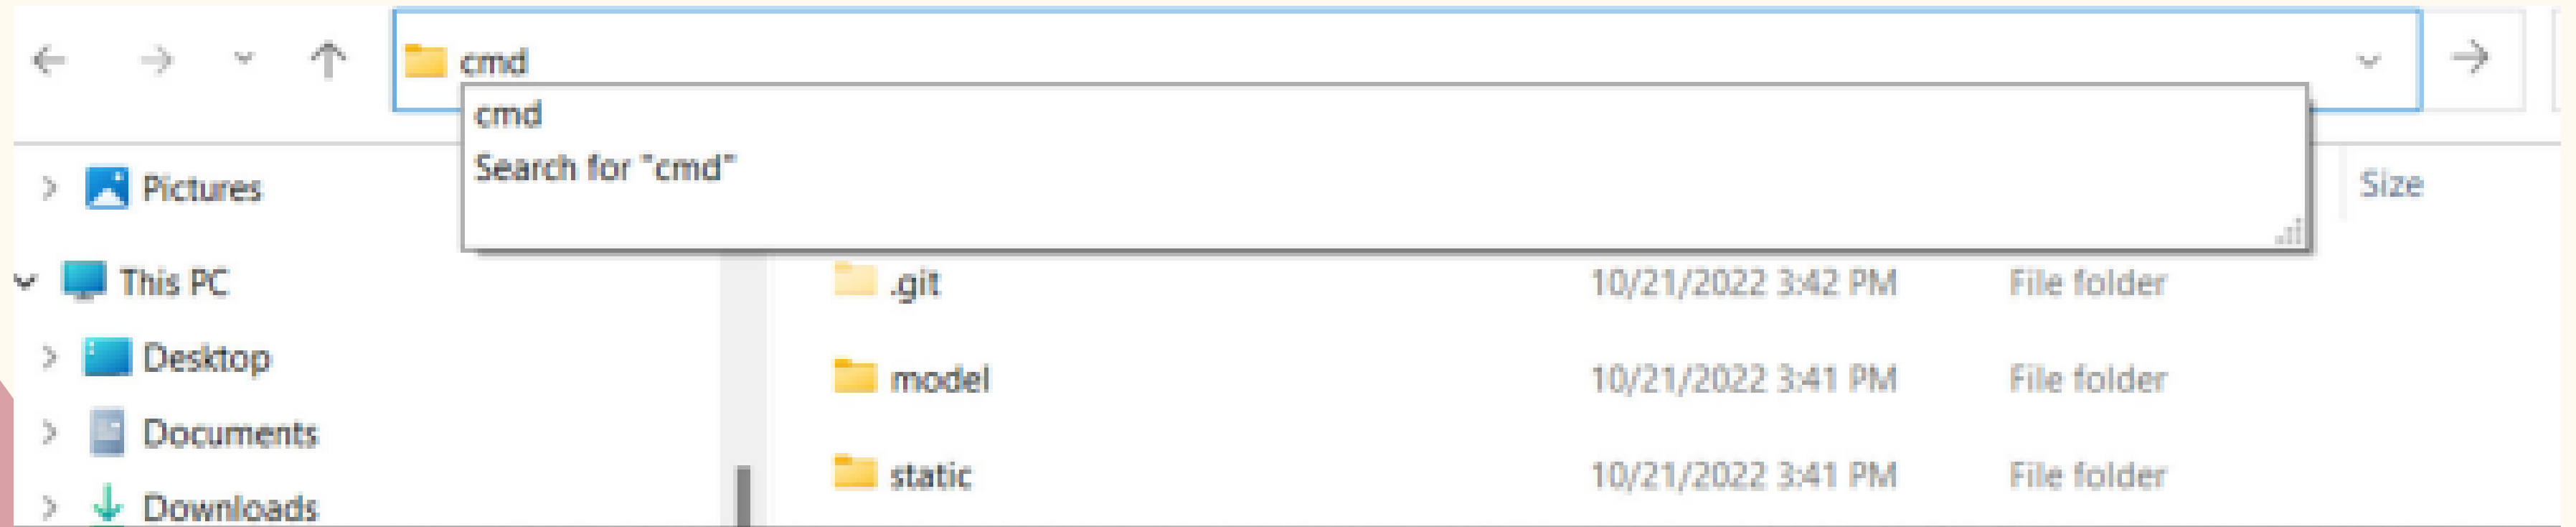 cmd
cmd
Search for "cmd"
Pictures
Size
This PC
.git 10/21/2022 3:42 PM File folder
Desktop
model 10/21/2022 3:41 PM File folder
Documents
static 10/21/2022 3:41 PM File folder
Downloads